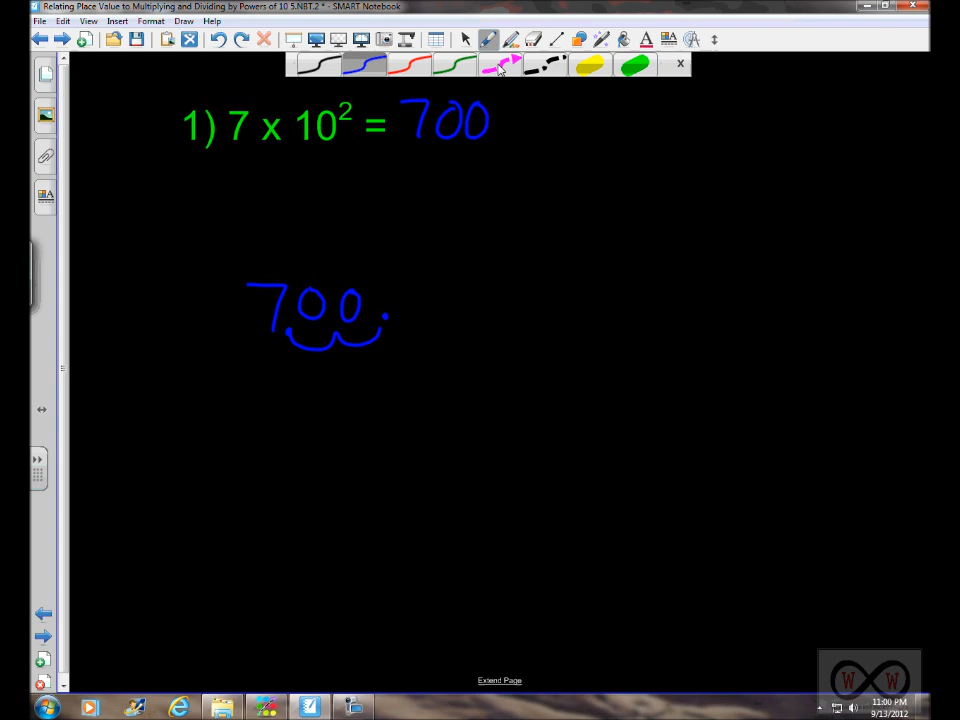 Relating Place Value to Multiplying and Dividing by Powers of 10 5.NBT.2 * - SMART Notebook
File Edit View Insert Format Draw Help
X
1) 7 x 10² = 700
700.
Extend Page
W W
11:00 PM
9/13/2012